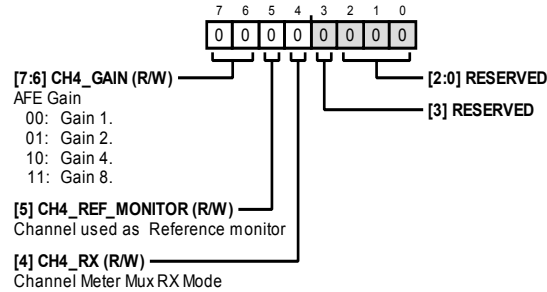 7 6 5 4 3 2 1 0
0 0 0 0 0 0 0 0
[7:6] CH4_GAIN (R/W)
AFE Gain
00: Gain 1.
01: Gain 2.
10: Gain 4.
11: Gain 8.
[5] CH4_REF_MONITOR (R/W)
Channel used as Reference monitor
[4] CH4_RX (R/W)
Channel Meter Mux RX Mode
[2:0] RESERVED
[3] RESERVED